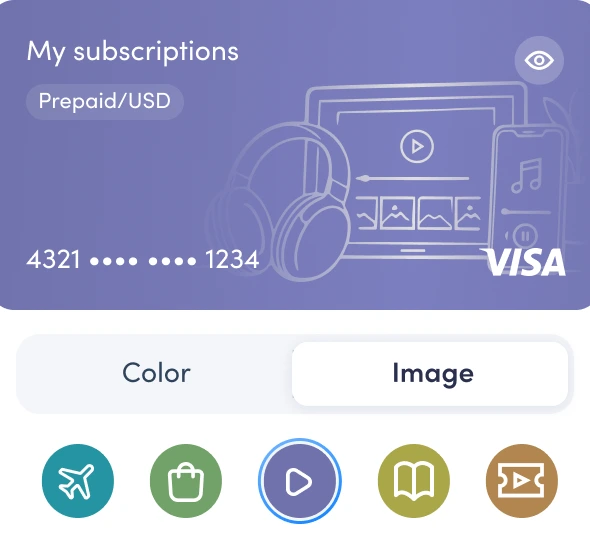 My subscriptions
Prepaid/USD
4321 •••• •••• 1234
VISA
Color
Image